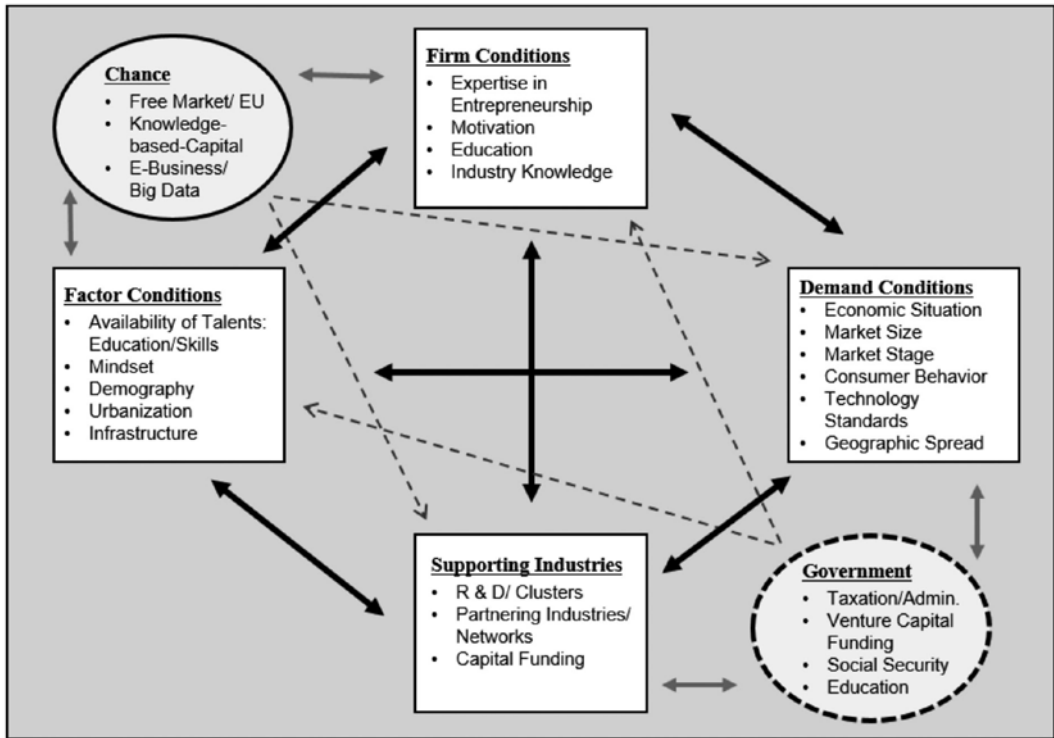 Chance
• Free Market/ EU
• Knowledge-
based-Capital
• E-Business/
Big Data
Firm Conditions
• Expertise in
Entrepreneurship
• Motivation
• Education
• Industry Knowledge
Factor Conditions
• Availability of Talents:
Education/Skills
• Mindset
• Demography
• Urbanization
• Infrastructure
Demand Conditions
• Economic Situation
• Market Size
• Market Stage
• Consumer Behavior
• Technology
Standards
• Geographic Spread
Supporting Industries
• R & D/ Clusters
• Partnering Industries/
Networks
• Capital Funding
Government
• Taxation/Admin.
• Venture Capital
Funding
• Social Security
• Education